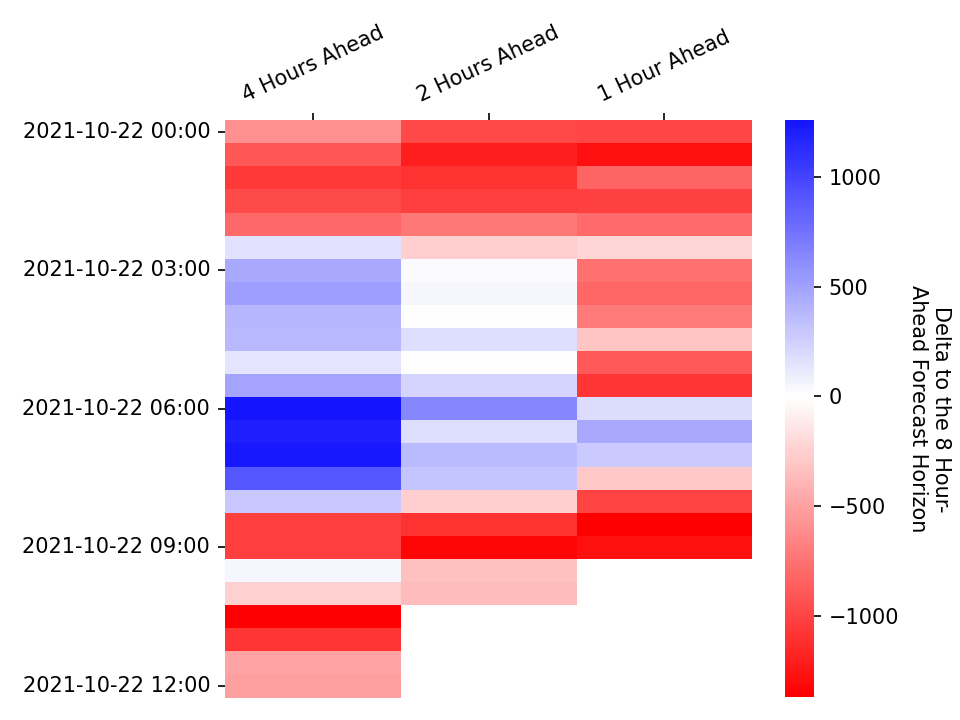 4 Hours Ahead
2 Hours Ahead
1 Hour Ahead
2021-10-22 00:00
2021-10-22 03:00
2021-10-22 06:00
2021-10-22 09:00
2021-10-22 12:00
1000
500
0
−500
−1000
Delta to the 8 Hour-
Ahead Forecast Horizon